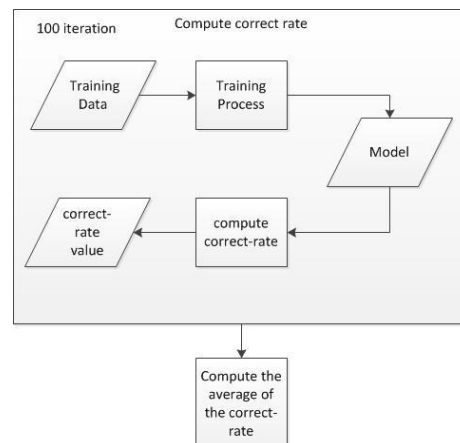 100 iteration
Compute correct rate
Training
Data
Training
Process
Model
correct-
rate
value
compute
correct-rate
Compute the
average of
the correct-
rate